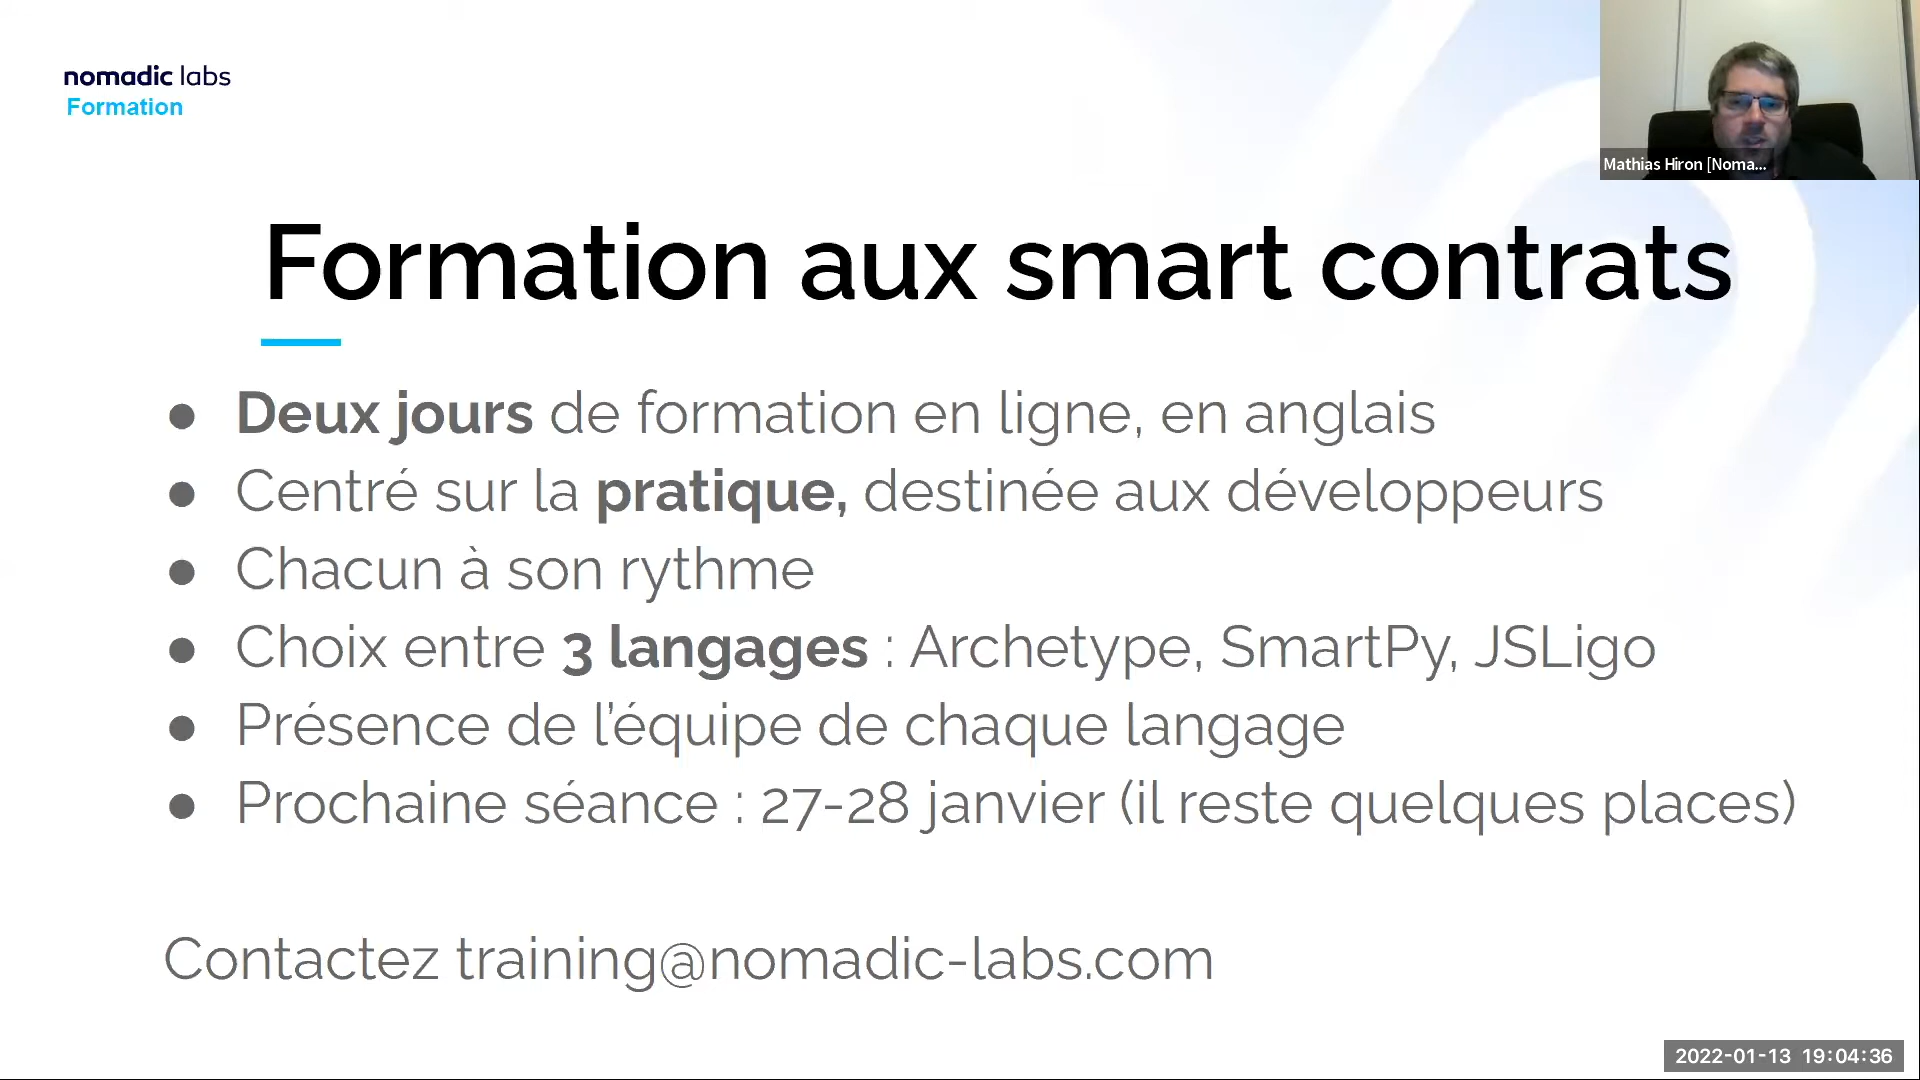 nomadic labs
Formation
Mathias Hiron [Noma...
Formation aux smart contrats
● Deux jours de formation en ligne, en anglais
● Centré sur la pratique, destinée aux développeurs
● Chacun à son rythme
● Choix entre 3 langages : Archetype, SmartPy, JSLigo
● Présence de l’équipe de chaque langage
● Prochaine séance : 27-28 janvier (il reste quelques places)
Contactez training@nomadic-labs.com
2022-01-13 19:04:36